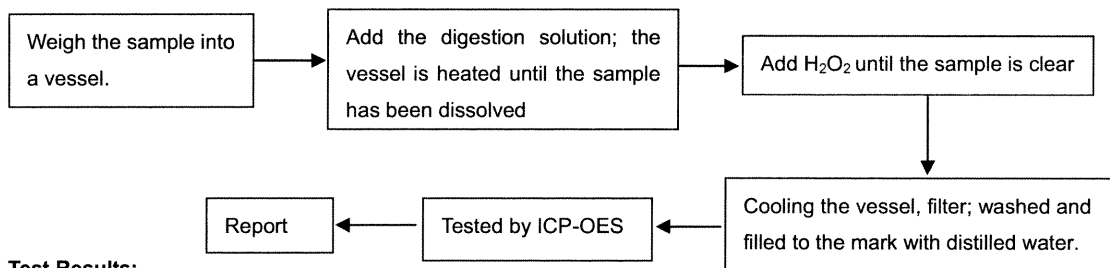 Weigh the sample into
a vessel.
Add the digestion solution; the
vessel is heated until the sample
has been dissolved
Add H₂O₂ until the sample is clear
Cooling the vessel, filter; washed and
filled to the mark with distilled water.
Tested by ICP-OES
Report
Test Results: